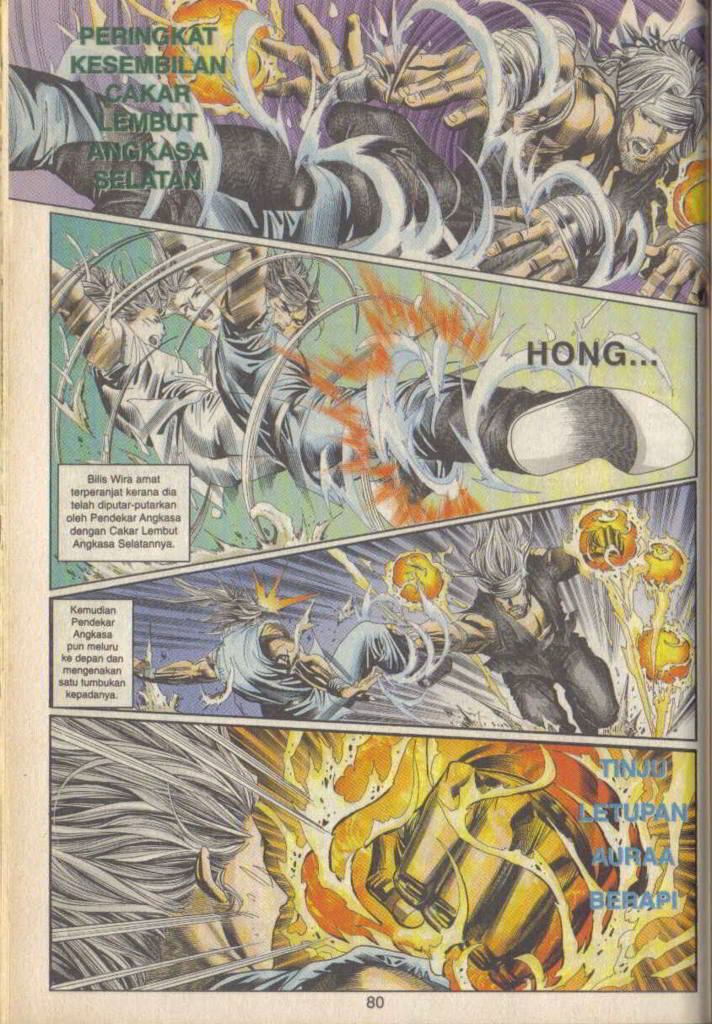 PERINGKAT
KESEMBILAN
CAKAR
LEMBUT
ANGKASA
SELATAN
HONG...
Bilis Wira amat
terperanjat kerana dia
telah diputar-putarkan
oleh Pendekar Angkasa
dengan Cakar Lembut
Angkasa Selatannya.
Kemudian
Pendekar
Angkasa
pun meluru
ke depan dan
mengenakan
satu tumbukan
kepadanya.
TINJU
LETUPAN
AURAA
BERAPI
80